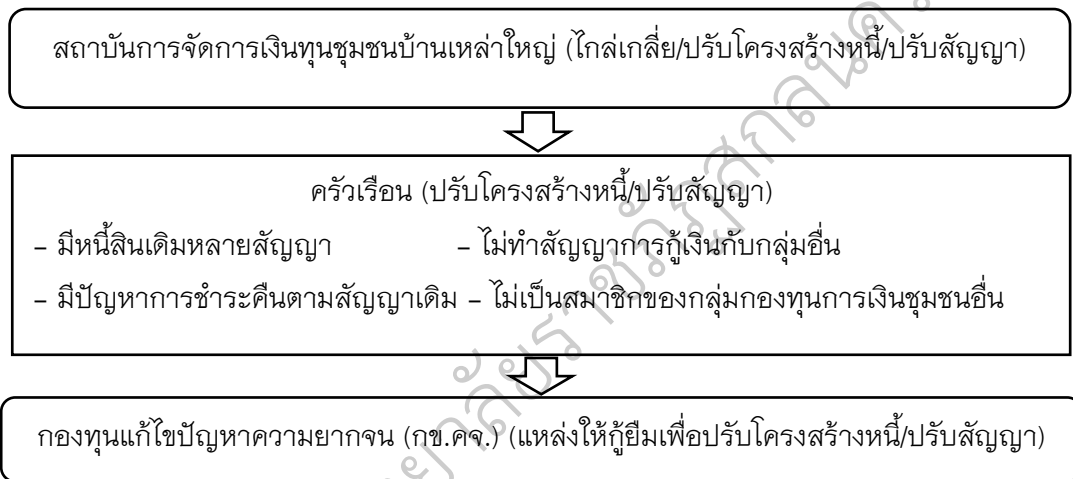 สถาบันการจัดการเงินทุนชุมชนบ้านเหล่าใหญ่ (ไกล่เกลี่ย/ปรับโครงสร้างหนี้/ปรับสัญญา)
ครัวเรือน (ปรับโครงสร้างหนี้/ปรับสัญญา)
– มีหนี้สินเดิมหลายสัญญา – ไม่ทำสัญญาการกู้เงินกับกลุ่มอื่น
– มีปัญหาการชำระคืนตามสัญญาเดิม – ไม่เป็นสมาชิกของกลุ่มกองทุนการเงินชุมชนอื่น
กองทุนแก้ไขปัญหาความยากจน (กข.คจ.) (แหล่งให้กู้ยืมเพื่อปรับโครงสร้างหนี้/ปรับสัญญา)